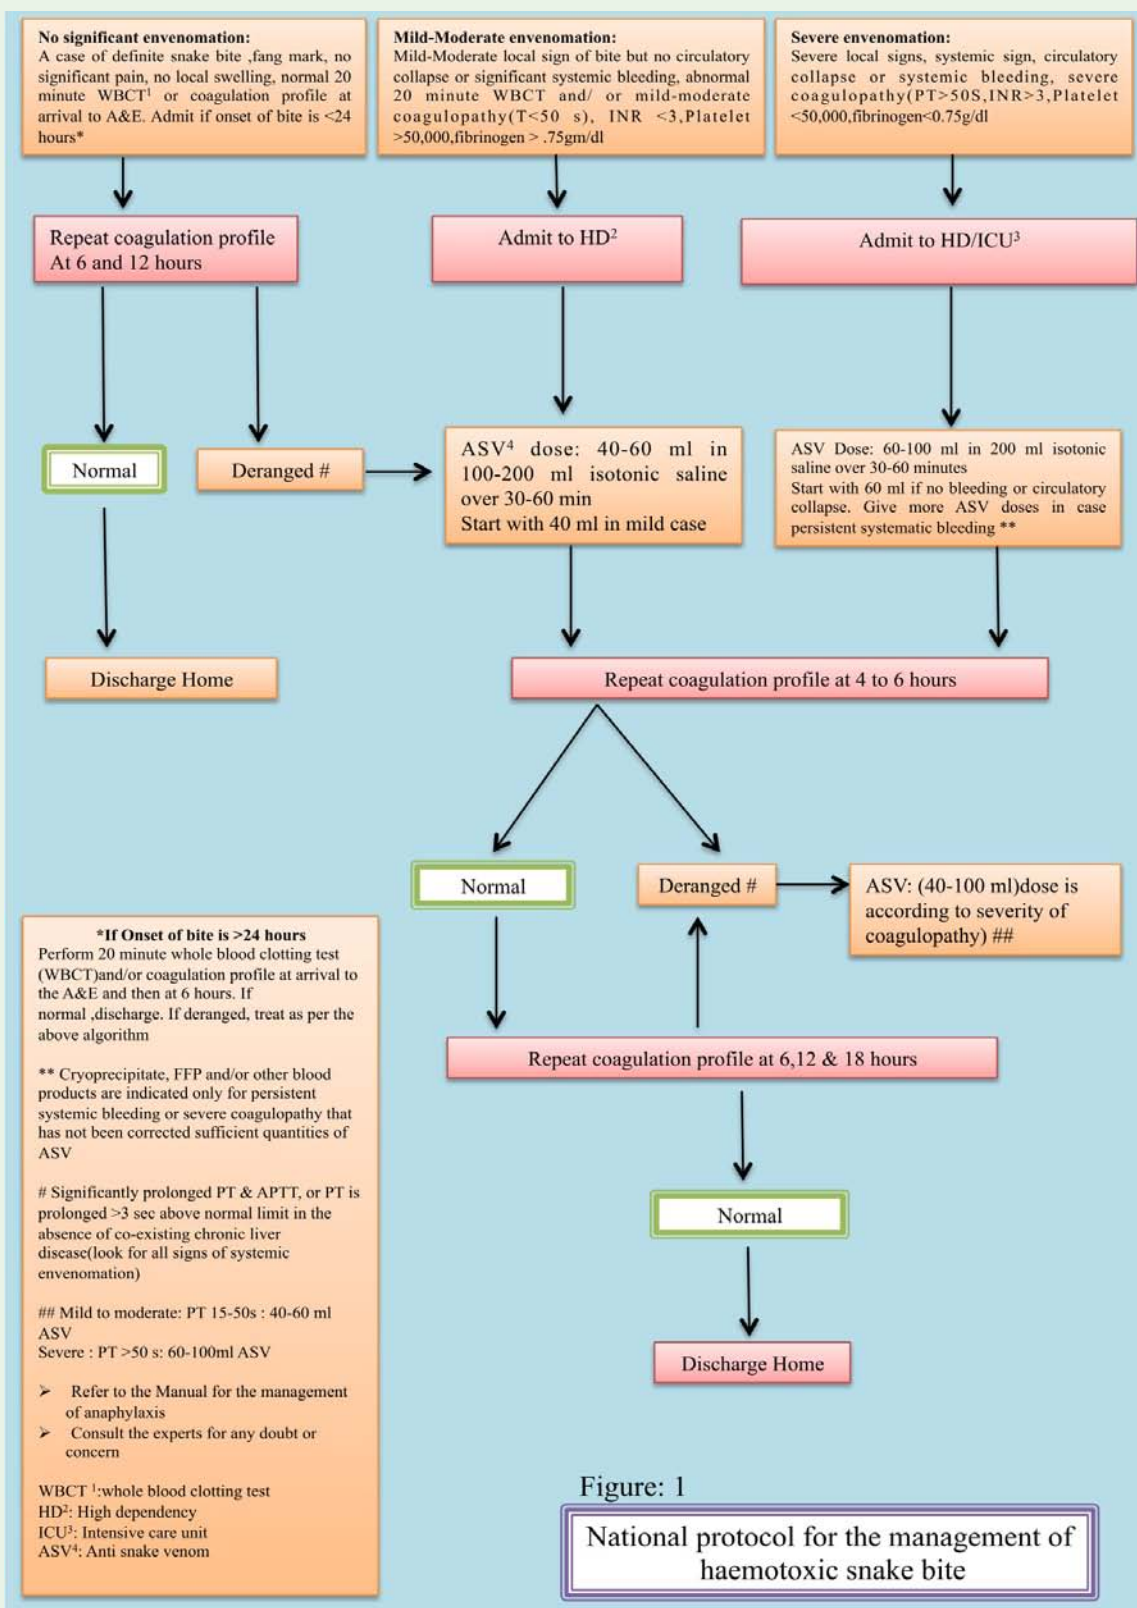 No significant envenomation:
A case of definite snake bite ,fang mark, no
significant pain, no local swelling, normal 20
minute WBCT¹ or coagulation profile at
arrival to A&E. Admit if onset of bite is <24
hours*
Mild-Moderate envenomation:
Mild-Moderate local sign of bite but no circulatory
collapse or significant systemic bleeding, abnormal
20 minute WBCT and/ or mild-moderate
coagulopathy(T<50 s), INR <3,Platelet
>50,000,fibrinogen > .75gm/dl
Severe envenomation:
Severe local signs, systemic sign, circulatory
collapse or systemic bleeding, severe
coagulopathy(PT>50S,INR>3,Platelet
<50,000,fibrinogen<0.75g/dl
Repeat coagulation profile
At 6 and 12 hours
Admit to HD²
Admit to HD/ICU³
Normal
Deranged #
ASV⁴ dose: 40-60 ml in
100-200 ml isotonic saline
over 30-60 min
Start with 40 ml in mild case
ASV Dose: 60-100 ml in 200 ml isotonic
saline over 30-60 minutes
Start with 60 ml if no bleeding or circulatory
collapse. Give more ASV doses in case
persistent systematic bleeding **
Discharge Home
Repeat coagulation profile at 4 to 6 hours
Normal
Deranged #
ASV: (40-100 ml)dose is
according to severity of
coagulopathy) ##
Repeat coagulation profile at 6,12 & 18 hours
Normal
Discharge Home
*If Onset of bite is >24 hours
Perform 20 minute whole blood clotting test
(WBCT)and/or coagulation profile at arrival to
the A&E and then at 6 hours. If
normal ,discharge. If deranged, treat as per the
above algorithm
** Cryoprecipitate, FFP and/or other blood
products are indicated only for persistent
systemic bleeding or severe coagulopathy that
has not been corrected sufficient quantities of
ASV
# Significantly prolonged PT & APTT, or PT is
prolonged >3 sec above normal limit in the
absence of co-existing chronic liver
disease(look for all signs of systemic
envenomation)
## Mild to moderate: PT 15-50s : 40-60 ml
ASV
Severe : PT >50 s: 60-100ml ASV
➢ Refer to the Manual for the management
of anaphylaxis
➢ Consult the experts for any doubt or
concern
WBCT ¹:whole blood clotting test
HD²: High dependency
ICU³: Intensive care unit
ASV⁴: Anti snake venom
Figure: 1
National protocol for the management of
haemotoxic snake bite